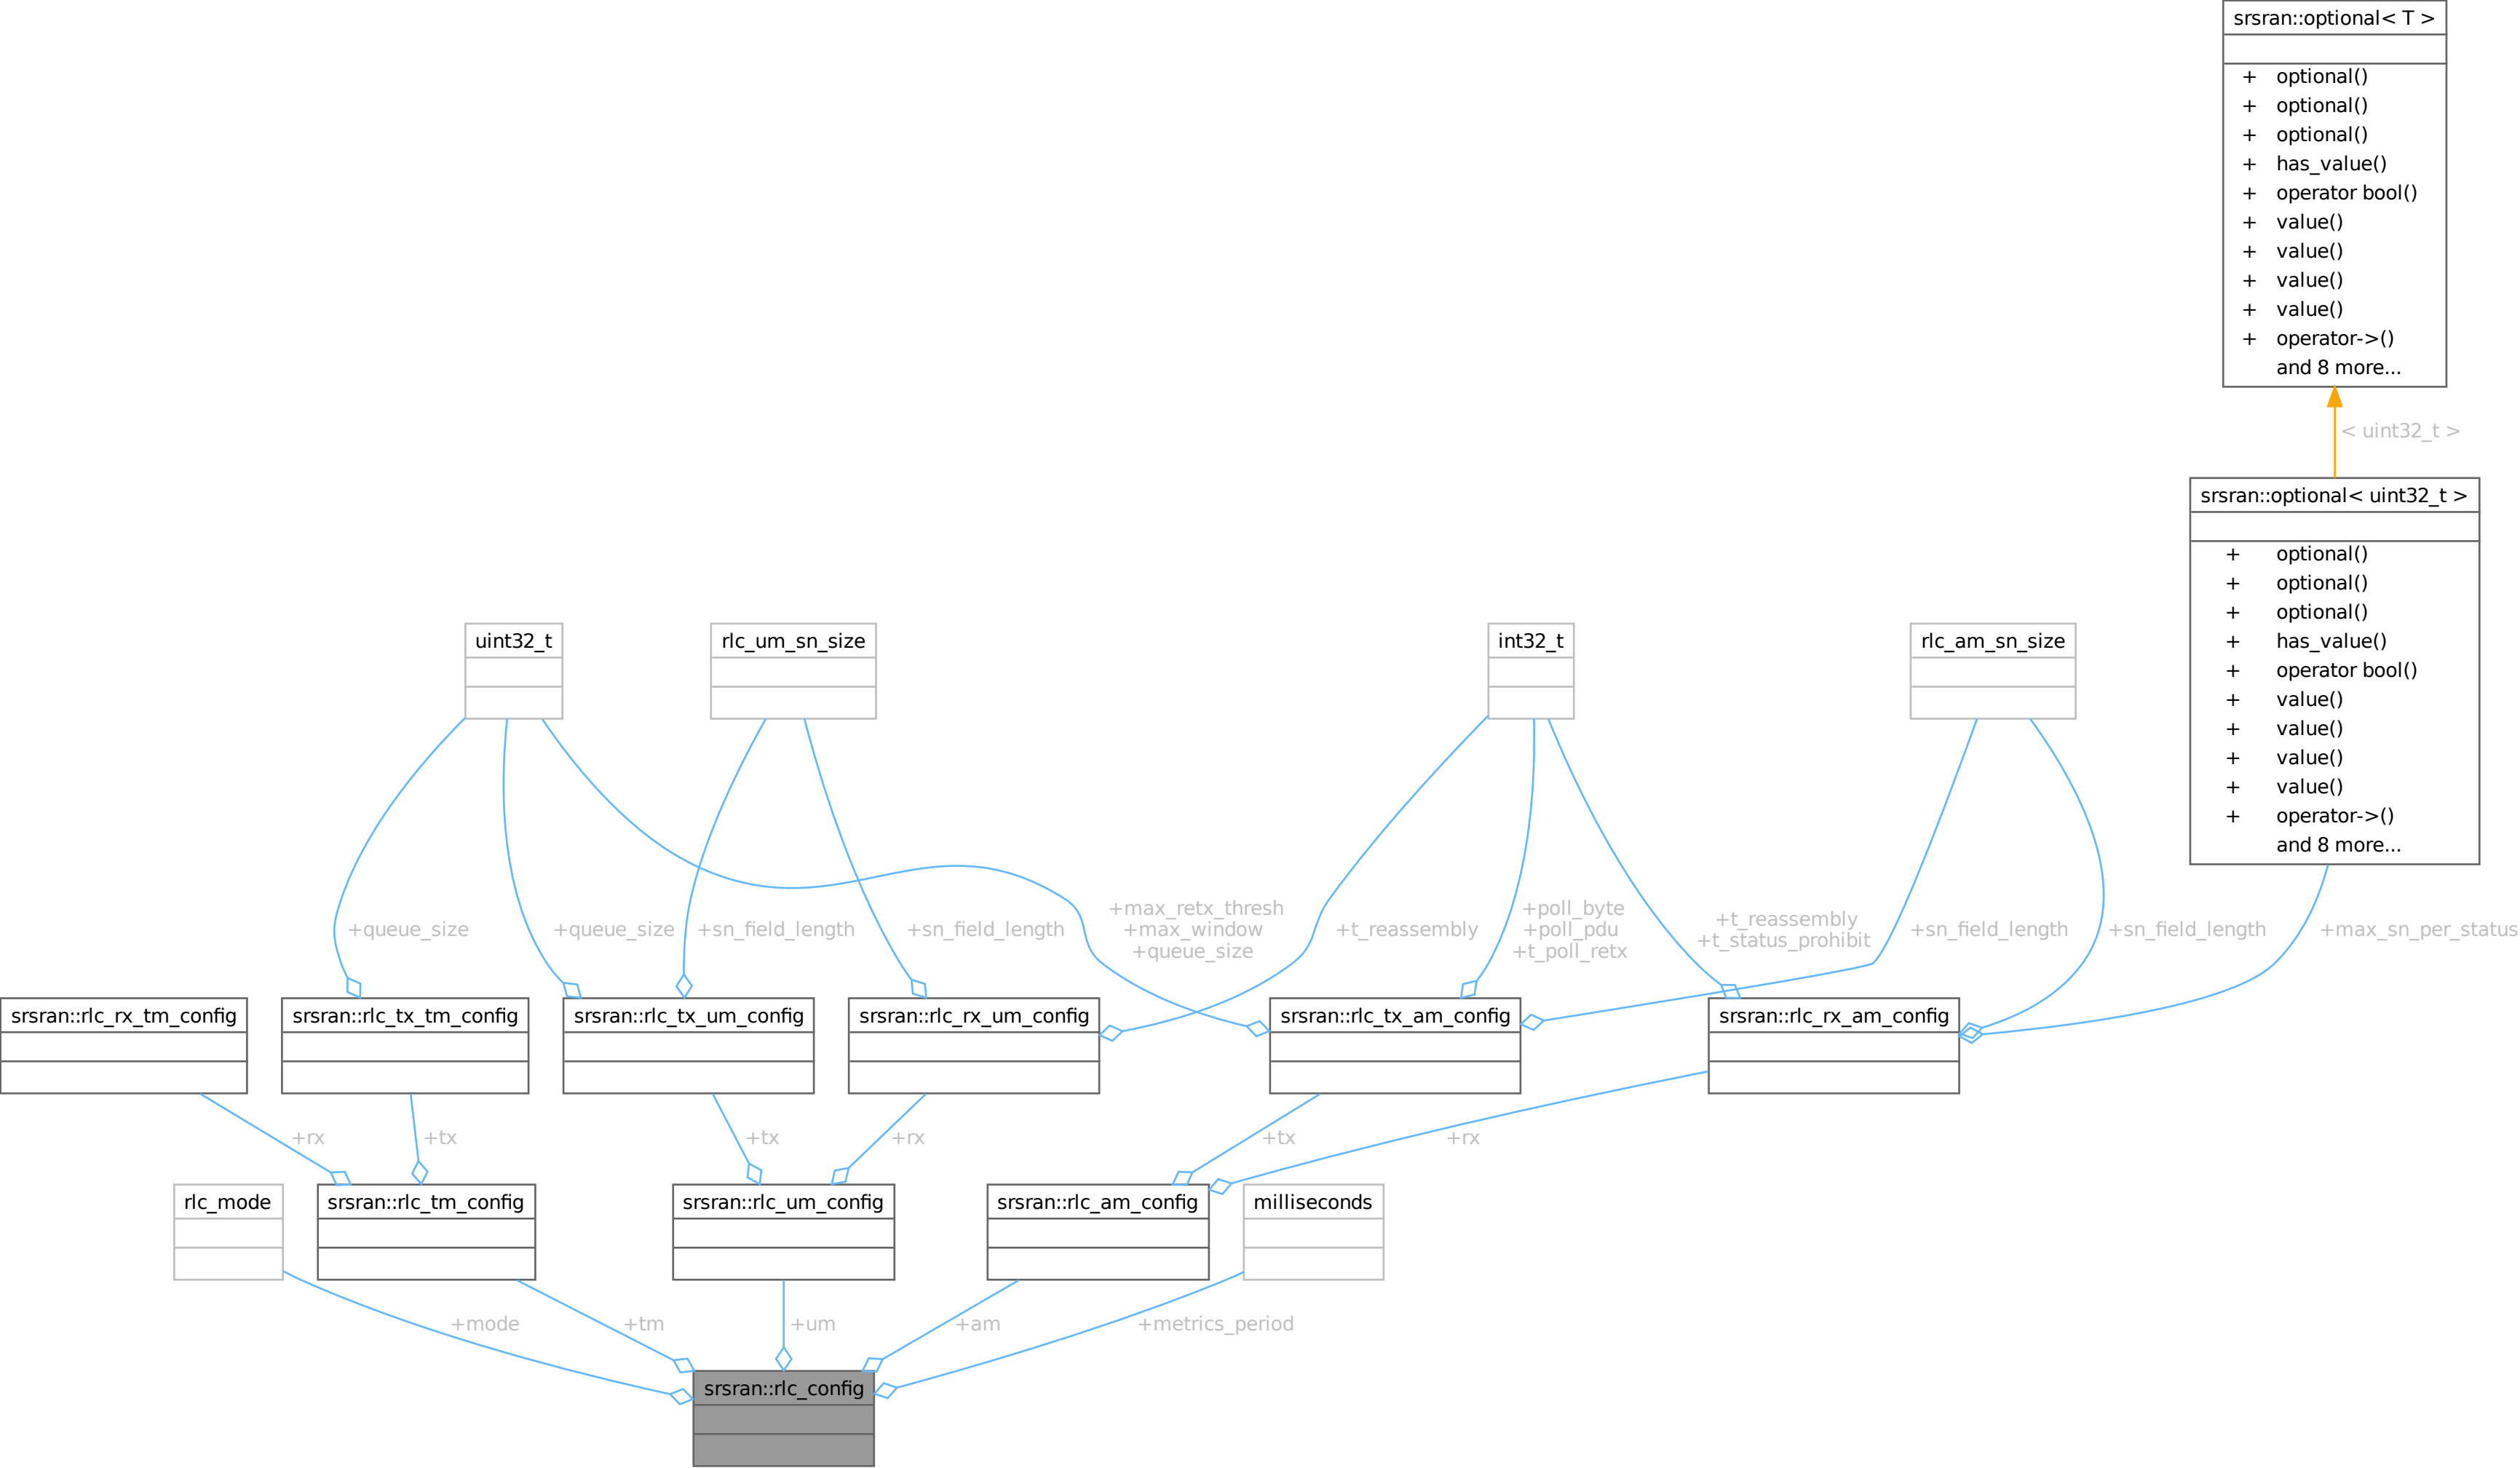 srsran::optional< T >
+ optional()
+ optional()
+ optional()
+ has_value()
+ operator bool()
+ value()
+ value()
+ value()
+ value()
+ operator->()
and 8 more...
< uint32_t >
srsran::optional< uint32_t >
+ optional()
+ optional()
+ optional()
+ has_value()
+ operator bool()
+ value()
+ value()
+ value()
+ value()
+ operator->()
and 8 more...
uint32_t
rlc_um_sn_size
int32_t
rlc_am_sn_size
+queue_size
+queue_size
+sn_field_length
+sn_field_length
+max_retx_thresh
+max_window
+queue_size
+t_reassembly
+poll_byte
+poll_pdu
+t_poll_retx
+t_reassembly
+t_status_prohibit
+sn_field_length
+sn_field_length
+max_sn_per_status
srsran::rlc_rx_tm_config
srsran::rlc_tx_tm_config
srsran::rlc_tx_um_config
srsran::rlc_rx_um_config
srsran::rlc_tx_am_config
srsran::rlc_rx_am_config
+rx
+tx
+tx
+rx
+tx
+rx
rlc_mode
srsran::rlc_tm_config
srsran::rlc_um_config
srsran::rlc_am_config
milliseconds
+mode
+tm
+um
+am
+metrics_period
srsran::rlc_config